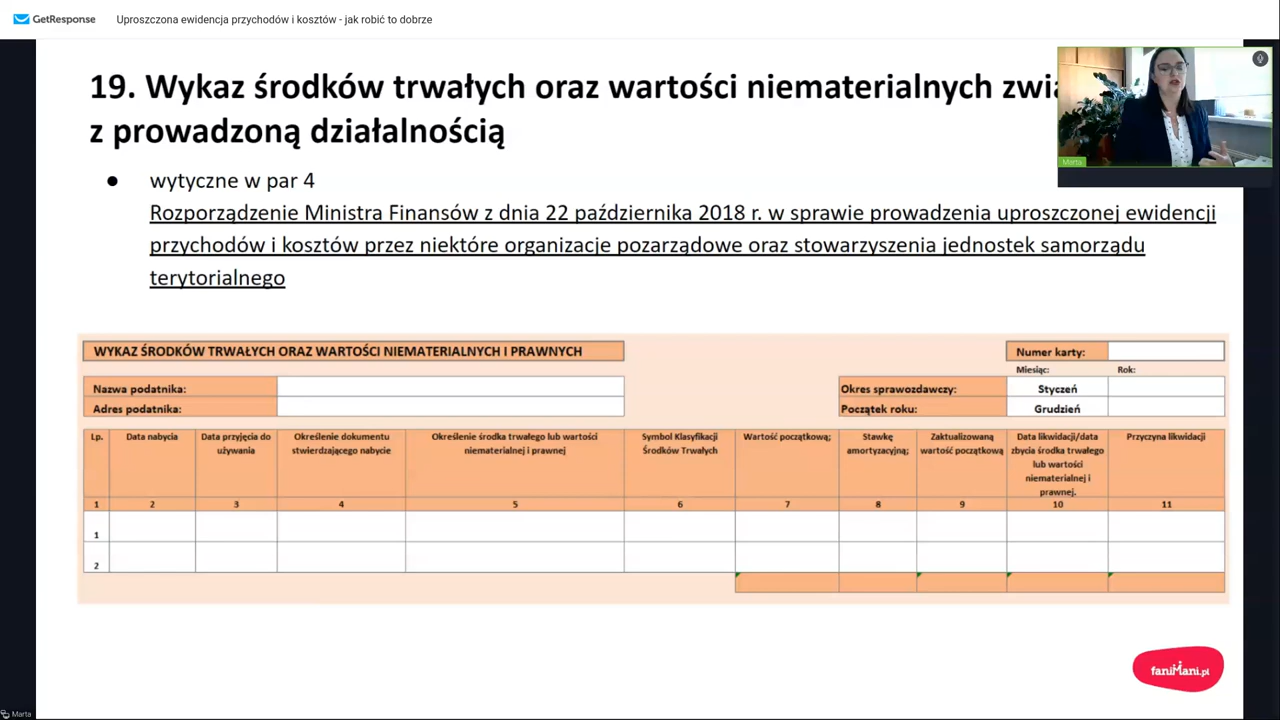 GetResponse
Uproszczona ewidencja przychodów i kosztów - jak robić to dobrze
19. Wykaz środków trwałych oraz wartości niematerialnych
z prowadzoną działalnością
Marta
● wytyczne w par 4
Rozporządzenie Ministra Finansów z dnia 22 października 2018 r. w sprawie prowadzenia uproszczonej ewidencji
przychodów i kosztów przez niektóre organizacje pozarządowe oraz stowarzyszenia jednostek samorządu
terytorialnego
WYKAZ ŚRODKÓW TRWAŁYCH ORAZ WARTOŚCI NIEMATERIALNYCH I PRAWNYCH
Numer karty:
Miesiąc: Rok:
Nazwa podatnika:
Okres sprawozdawczy: Styczeń
Adres podatnika:
Początek roku: Grudzień
Lp.
Data nabycia
Data przyjęcia do
używania
Określenie dokumentu
stwierdzającego nabycie
Określenie środka trwałego lub wartości
niematerialnej i prawnej
Symbol Klasyfikacji
Środków Trwałych
Wartość początkową;
Stawkę
amortyzacyjną;
Zaktualizowaną
wartość początkową
Data likwidacji/data
zbycia środka trwałego
lub wartości
niematerialnej i
prawnej.
Przyczyna likwidacji
1 2 3 4 5 6 7 8 9 10 11
1
2
faniMani.pl
Marta